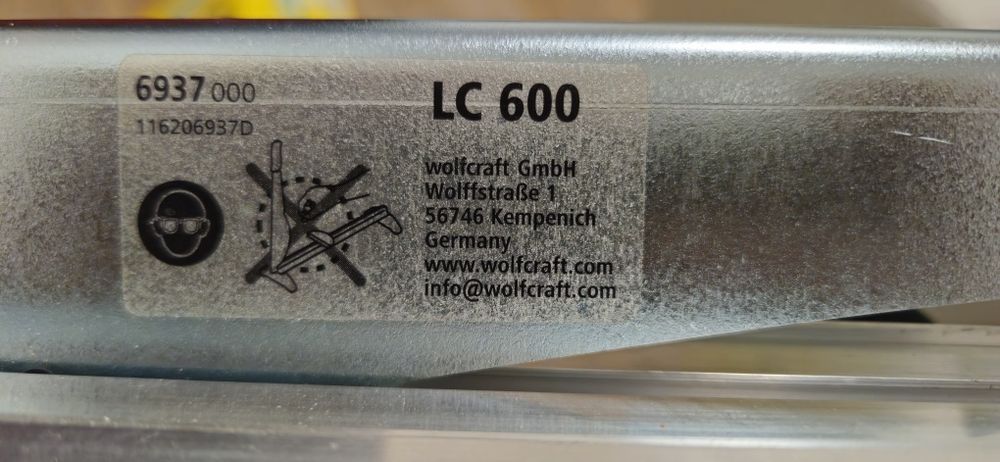 6937 000
116206937D
LC 600
wolfcraft GmbH
Wolffstraße 1
56746 Kempenich
Germany
www.wolfcraft.com
info@wolfcraft.com